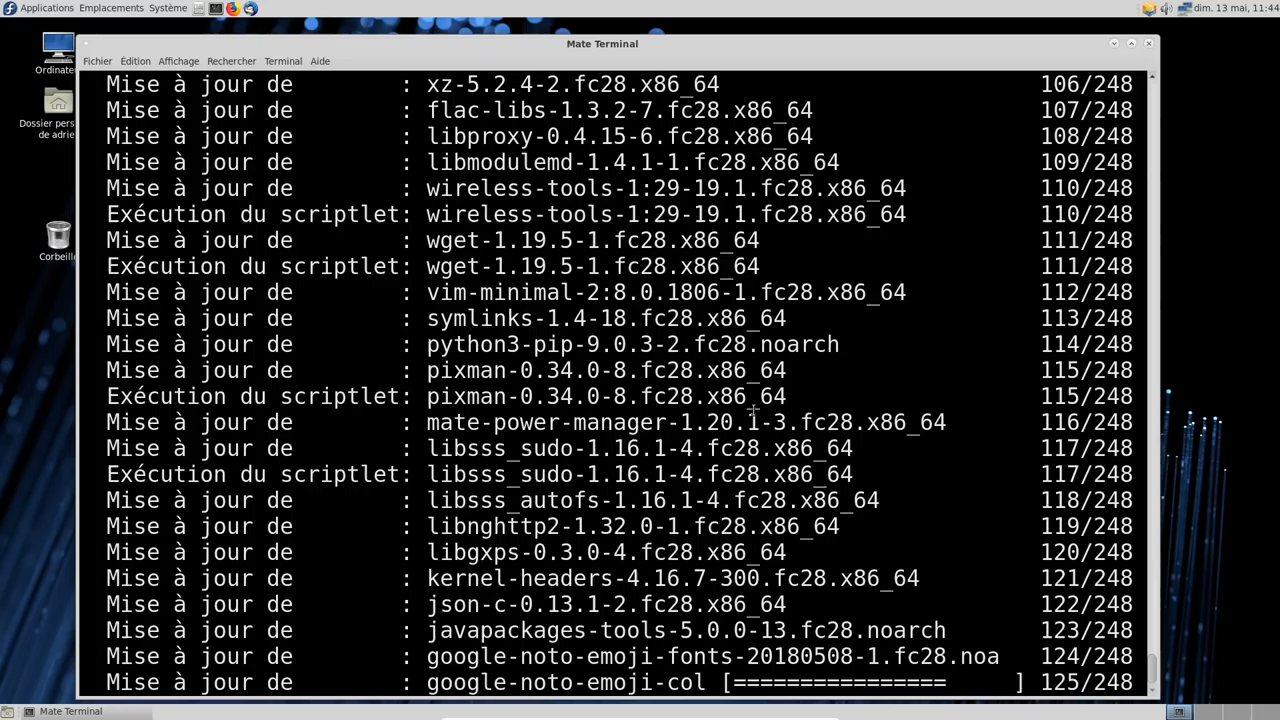 Applications Emplacements Système
dim. 13 mai, 11:44
Ordinate
Dossier pers
de adrie
Corbeille
Mate Terminal
Fichier Édition Affichage Rechercher Terminal Aide
Mise à jour de : xz-5.2.4-2.fc28.x86_64 106/248
Mise à jour de : flac-libs-1.3.2-7.fc28.x86_64 107/248
Mise à jour de : libproxy-0.4.15-6.fc28.x86_64 108/248
Mise à jour de : libmodulemd-1.4.1-1.fc28.x86_64 109/248
Mise à jour de : wireless-tools-1:29-19.1.fc28.x86_64 110/248
Exécution du scriptlet: wireless-tools-1:29-19.1.fc28.x86_64 110/248
Mise à jour de : wget-1.19.5-1.fc28.x86_64 111/248
Exécution du scriptlet: wget-1.19.5-1.fc28.x86_64 111/248
Mise à jour de : vim-minimal-2:8.0.1806-1.fc28.x86_64 112/248
Mise à jour de : symlinks-1.4-18.fc28.x86_64 113/248
Mise à jour de : python3-pip-9.0.3-2.fc28.noarch 114/248
Mise à jour de : pixman-0.34.0-8.fc28.x86_64 115/248
Exécution du scriptlet: pixman-0.34.0-8.fc28.x86_64 115/248
Mise à jour de : mate-power-manager-1.20.1-3.fc28.x86_64 116/248
Mise à jour de : libsss_sudo-1.16.1-4.fc28.x86_64 117/248
Exécution du scriptlet: libsss_sudo-1.16.1-4.fc28.x86_64 117/248
Mise à jour de : libsss_autofs-1.16.1-4.fc28.x86_64 118/248
Mise à jour de : libnghttp2-1.32.0-1.fc28.x86_64 119/248
Mise à jour de : libgxps-0.3.0-4.fc28.x86_64 120/248
Mise à jour de : kernel-headers-4.16.7-300.fc28.x86_64 121/248
Mise à jour de : json-c-0.13.1-2.fc28.x86_64 122/248
Mise à jour de : javapackages-tools-5.0.0-13.fc28.noarch 123/248
Mise à jour de : google-noto-emoji-fonts-20180508-1.fc28.noa 124/248
Mise à jour de : google-noto-emoji-col [================ ] 125/248
Mate Terminal